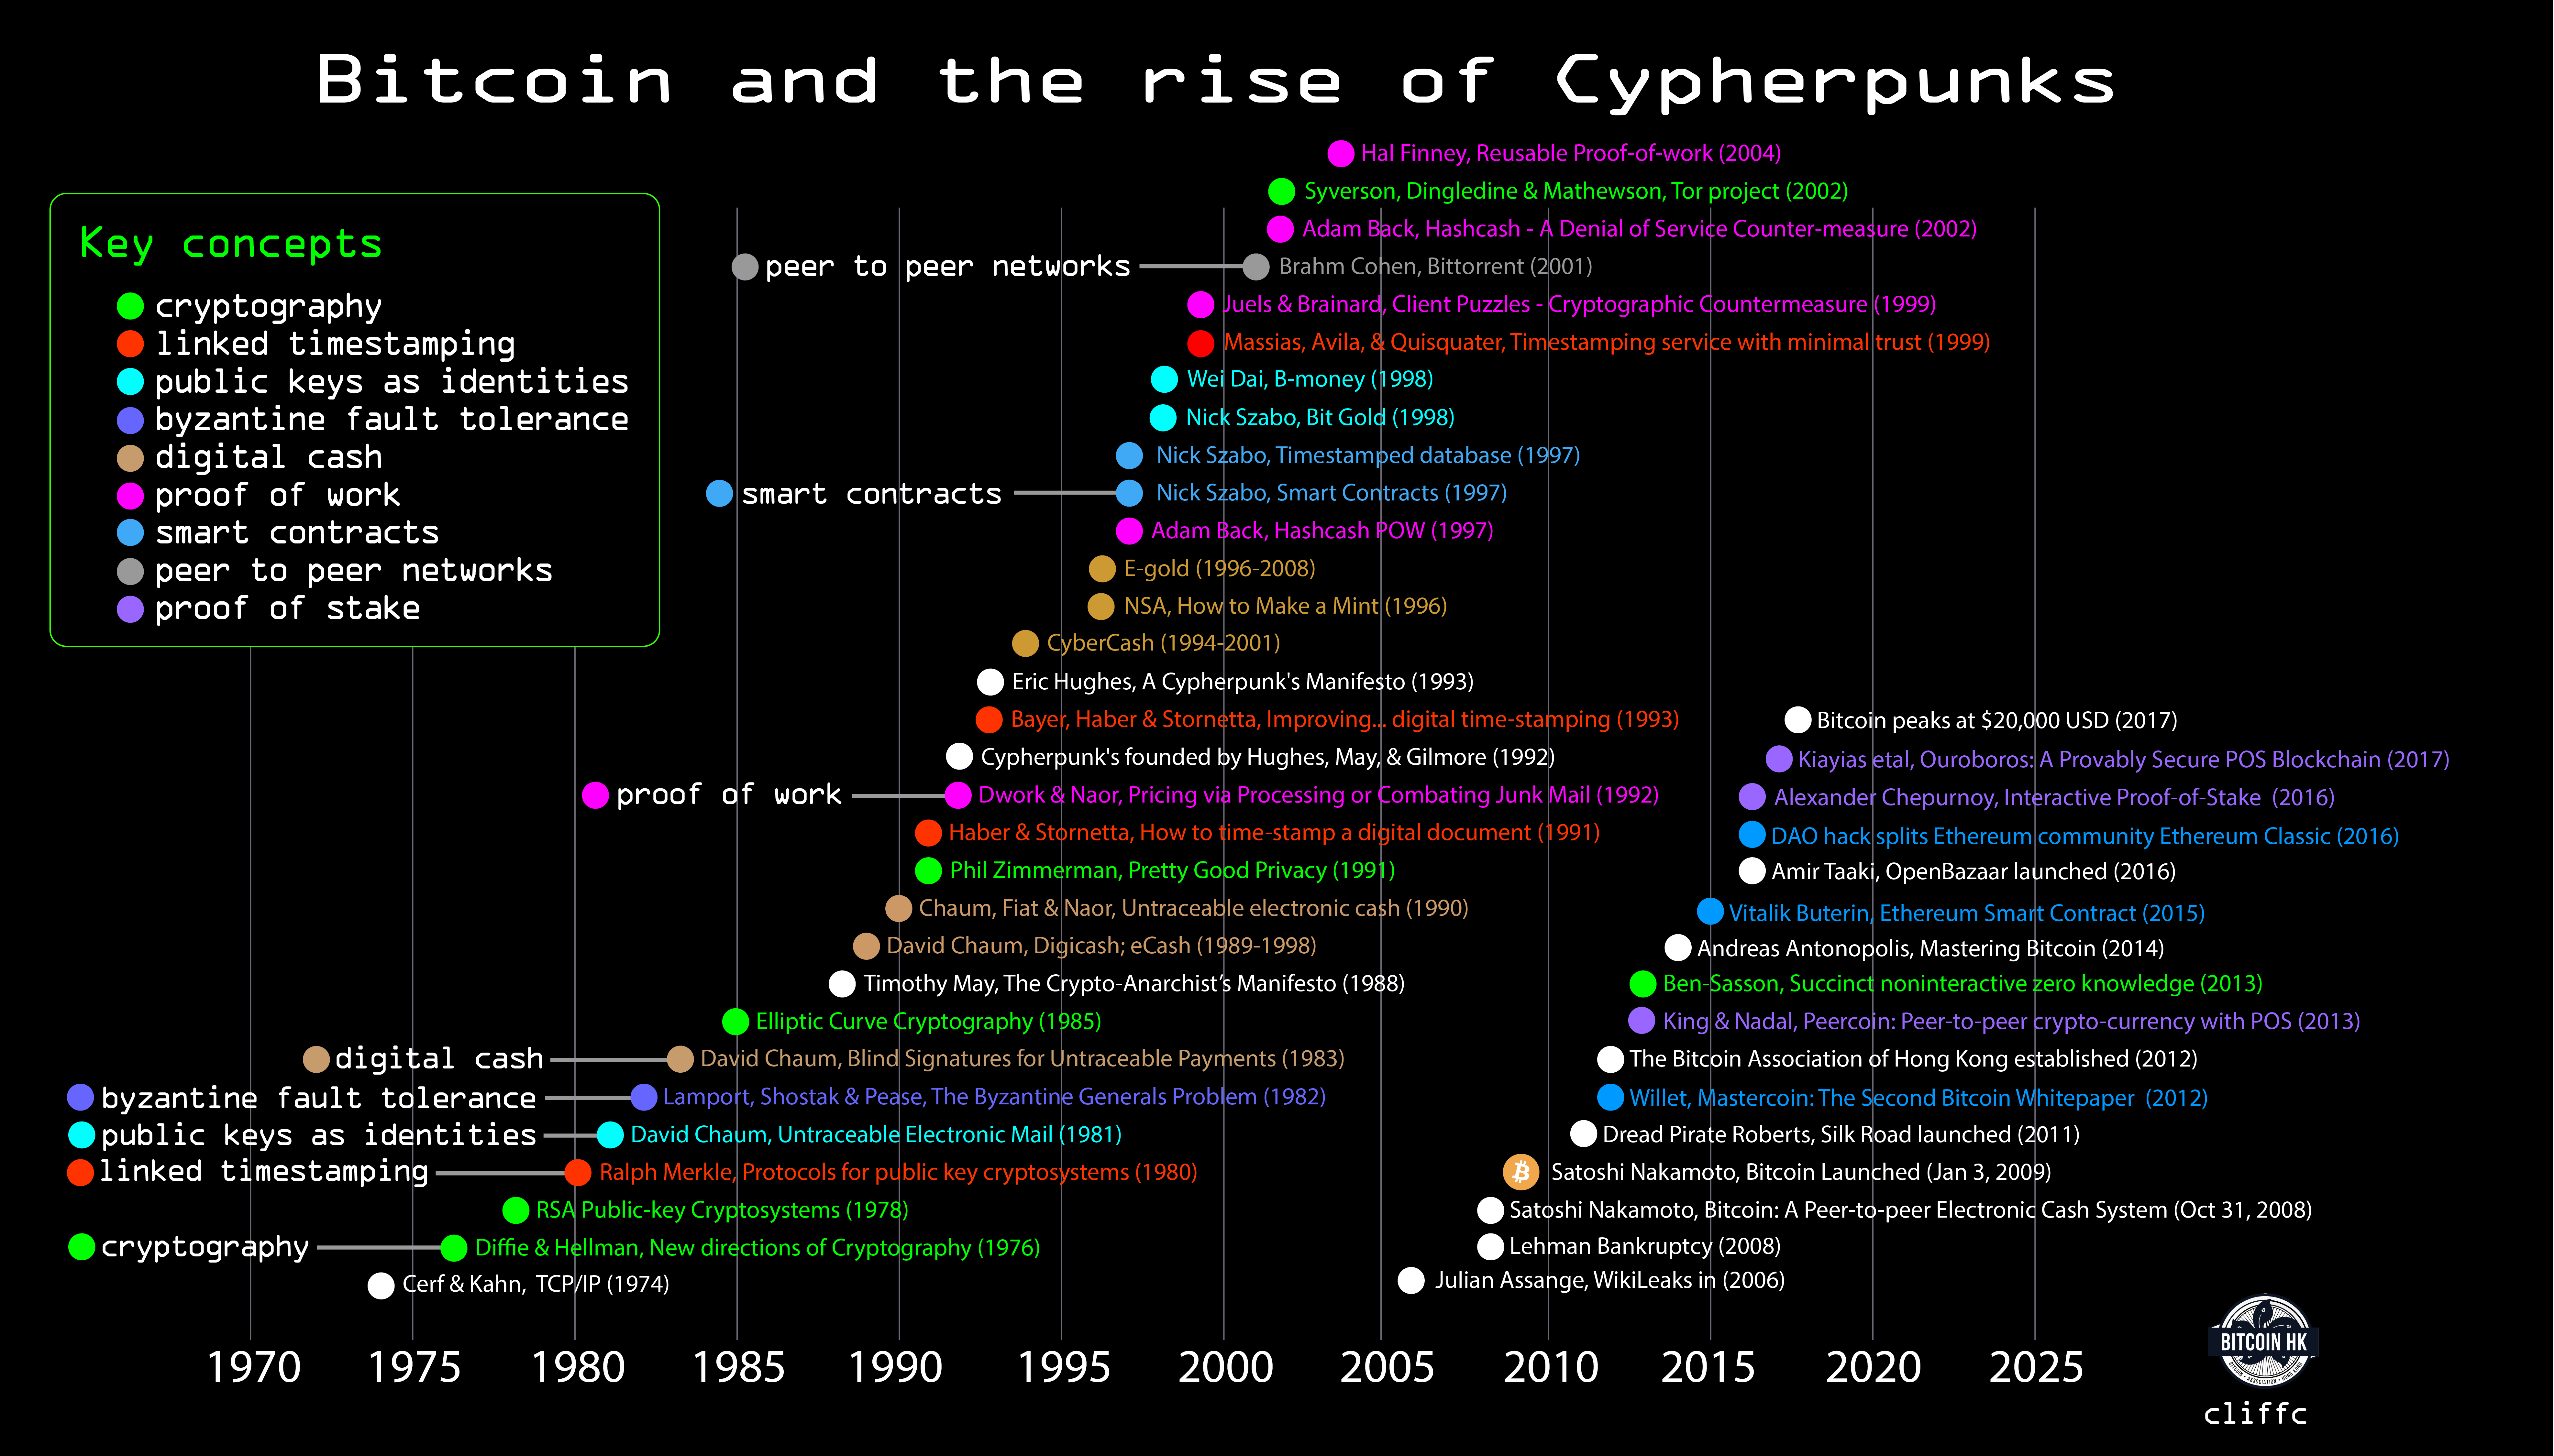 Bitcoin and the rise of Cypherpunks
Key concepts
cryptography
linked timestamping
public keys as identities
byzantine fault tolerance
digital cash
proof of work
smart contracts
peer to peer networks
proof of stake
Hal Finney, Reusable Proof-of-work (2004)
Syverson, Dingledine & Mathewson, Tor project (2002)
Adam Back, Hashcash - A Denial of Service Counter-measure (2002)
peer to peer networks Brahm Cohen, Bittorrent (2001)
Juels & Brainard, Client Puzzles - Cryptographic Countermeasure (1999)
Massias, Avila, & Quisquater, Timestamping service with minimal trust (1999)
Wei Dai, B-money (1998)
Nick Szabo, Bit Gold (1998)
Nick Szabo, Timestamped database (1997)
smart contracts Nick Szabo, Smart Contracts (1997)
Adam Back, Hashcash POW (1997)
E-gold (1996-2008)
NSA, How to Make a Mint (1996)
CyberCash (1994-2001)
Eric Hughes, A Cypherpunk's Manifesto (1993)
Bayer, Haber & Stornetta, Improving... digital time-stamping (1993)
Cypherpunk's founded by Hughes, May, & Gilmore (1992)
proof of work Dwork & Naor, Pricing via Processing or Combating Junk Mail (1992)
Haber & Stornetta, How to time-stamp a digital document (1991)
Phil Zimmerman, Pretty Good Privacy (1991)
Chaum, Fiat & Naor, Untraceable electronic cash (1990)
David Chaum, Digicash; eCash (1989-1998)
Timothy May, The Crypto-Anarchist’s Manifesto (1988)
Elliptic Curve Cryptography (1985)
digital cash David Chaum, Blind Signatures for Untraceable Payments (1983)
byzantine fault tolerance Lamport, Shostak & Pease, The Byzantine Generals Problem (1982)
public keys as identities David Chaum, Untraceable Electronic Mail (1981)
linked timestamping Ralph Merkle, Protocols for public key cryptosystems (1980)
RSA Public-key Cryptosystems (1978)
cryptography Diffie & Hellman, New directions of Cryptography (1976)
Cerf & Kahn, TCP/IP (1974)
Bitcoin peaks at $20,000 USD (2017)
Kiayias etal, Ouroboros: A Provably Secure POS Blockchain (2017)
Alexander Chepurnoy, Interactive Proof-of-Stake (2016)
DAO hack splits Ethereum community Ethereum Classic (2016)
Amir Taaki, OpenBazaar launched (2016)
Vitalik Buterin, Ethereum Smart Contract (2015)
Andreas Antonopolis, Mastering Bitcoin (2014)
Ben-Sasson, Succinct noninteractive zero knowledge (2013)
King & Nadal, Peercoin: Peer-to-peer crypto-currency with POS (2013)
The Bitcoin Association of Hong Kong established (2012)
Willet, Mastercoin: The Second Bitcoin Whitepaper (2012)
Dread Pirate Roberts, Silk Road launched (2011)
Satoshi Nakamoto, Bitcoin Launched (Jan 3, 2009)
Satoshi Nakamoto, Bitcoin: A Peer-to-peer Electronic Cash System (Oct 31, 2008)
Lehman Bankruptcy (2008)
Julian Assange, WikiLeaks in (2006)
1970 1975 1980 1985 1990 1995 2000 2005 2010 2015 2020 2025
BITCOIN HK
cliffc